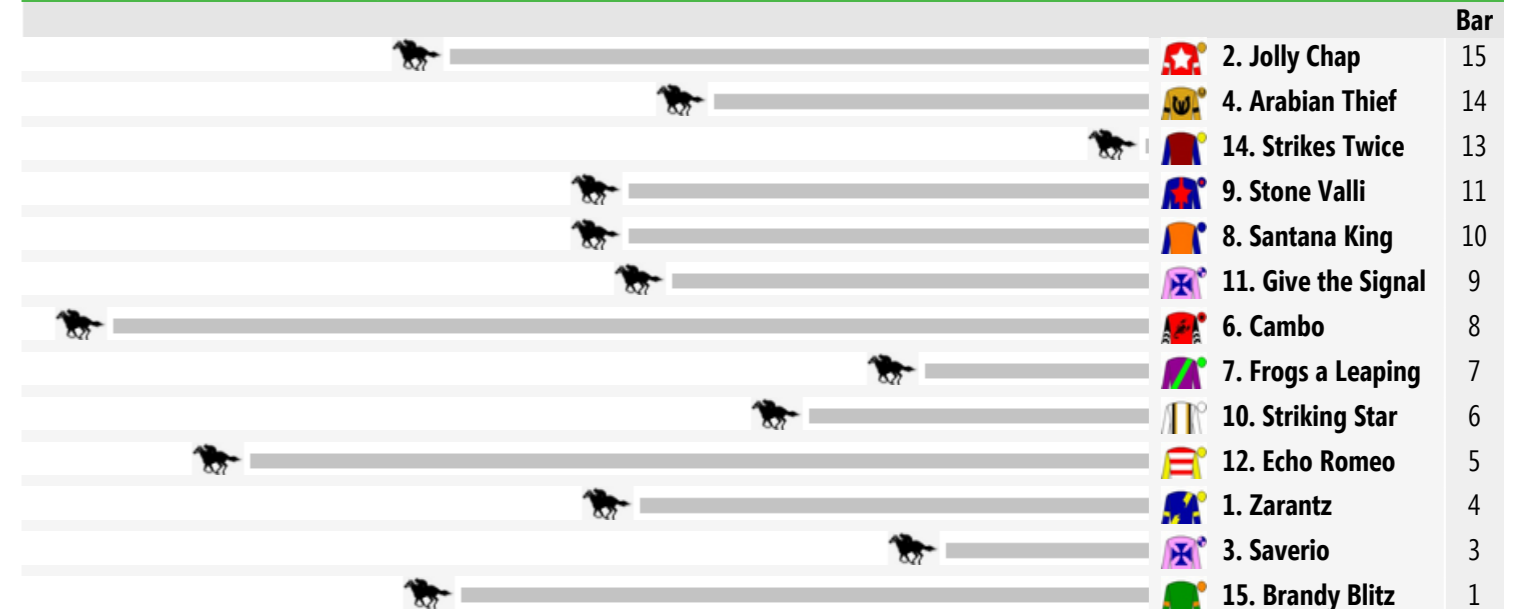 Bar
2. Jolly Chap 15
4. Arabian Thief 14
14. Strikes Twice 13
9. Stone Valli 11
8. Santana King 10
11. Give the Signal 9
6. Cambo 8
7. Frogs a Leaping 7
10. Striking Star 6
12. Echo Romeo 5
1. Zarantz 4
3. Saverio 3
15. Brandy Blitz 1